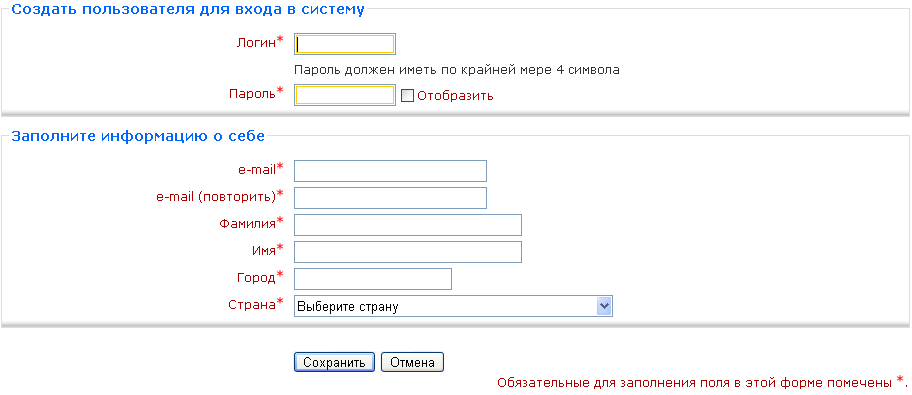 Создать пользователя для входа в систему
Логин*
Пароль должен иметь по крайней мере 4 символа
Пароль* Отобразить
Заполните информацию о себе
e-mail*
e-mail (повторить)*
Фамилия*
Имя*
Город*
Страна* Выберите страну
Сохранить Отмена
Обязательные для заполнения поля в этой форме помечены *.